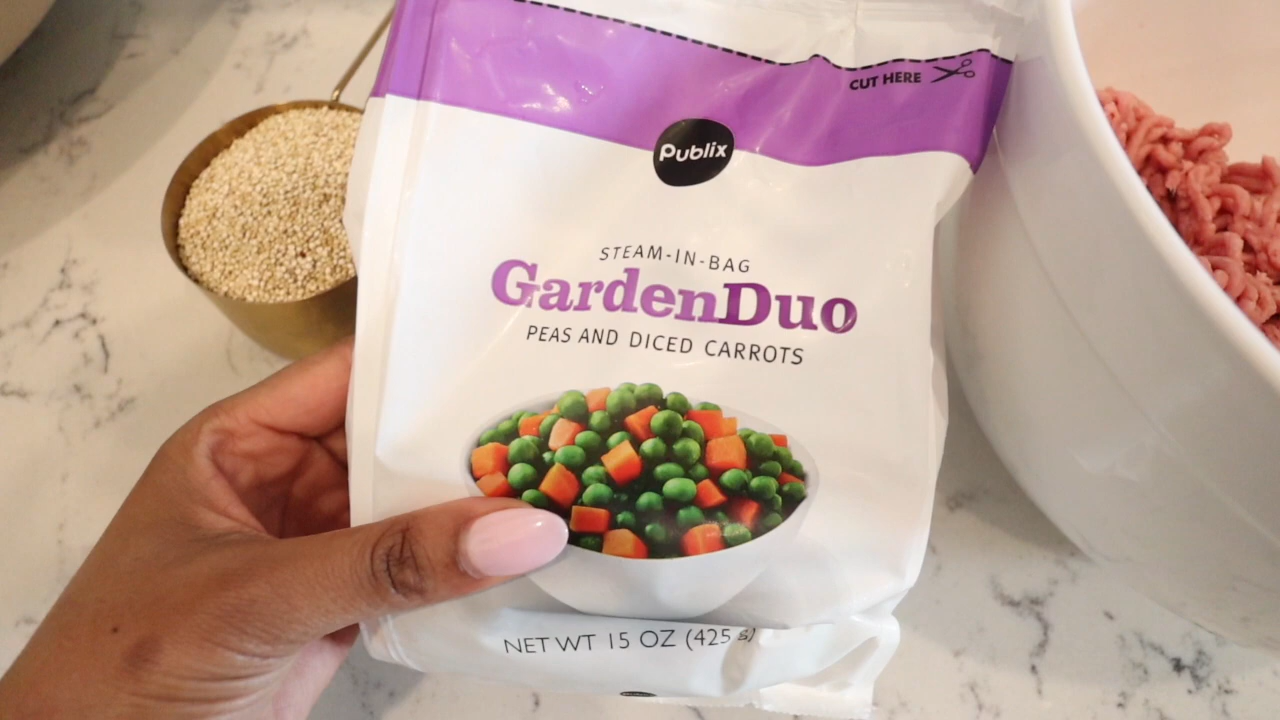 CUT HERE
Publix
STEAM-IN-BAG
GardenDuo
PEAS AND DICED CARROTS
NET WT 15 OZ (425 g)